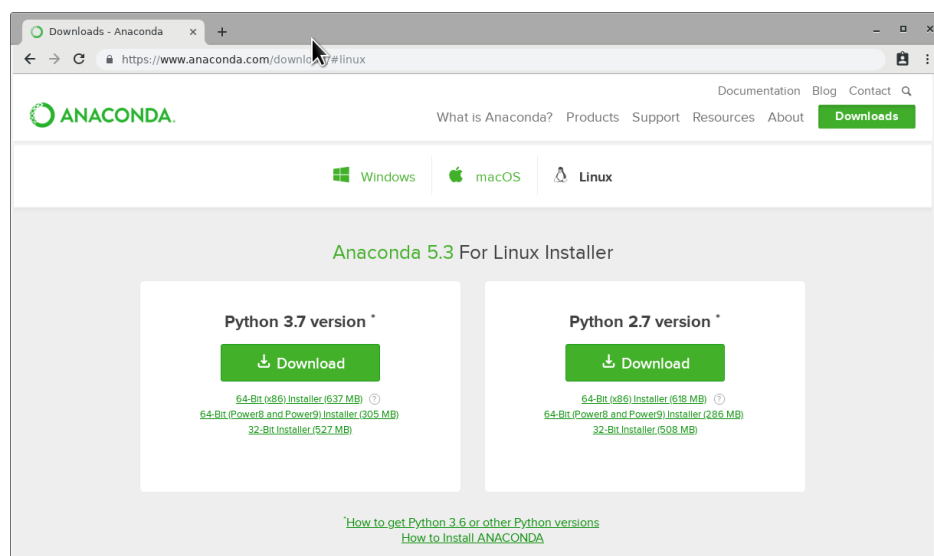 Downloads - Anaconda
https://www.anaconda.com/download/#linux
Documentation Blog Contact
ANACONDA.
What is Anaconda? Products Support Resources About Downloads
Windows macOS Linux
Anaconda 5.3 For Linux Installer
Python 3.7 version *
Download
64-Bit (x86) Installer (637 MB) ?
64-Bit (Power8 and Power9) Installer (305 MB)
32-Bit Installer (527 MB)
Python 2.7 version *
Download
64-Bit (x86) Installer (618 MB) ?
64-Bit (Power8 and Power9) Installer (286 MB)
32-Bit Installer (508 MB)
*How to get Python 3.6 or other Python versions
How to Install ANACONDA